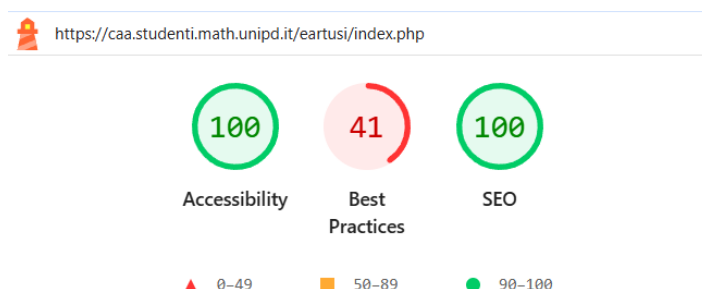 https://caa.studenti.math.unipd.it/eartusi/index.php
100 41 100
Accessibility Best Practices SEO
0–49 50–89 90–100